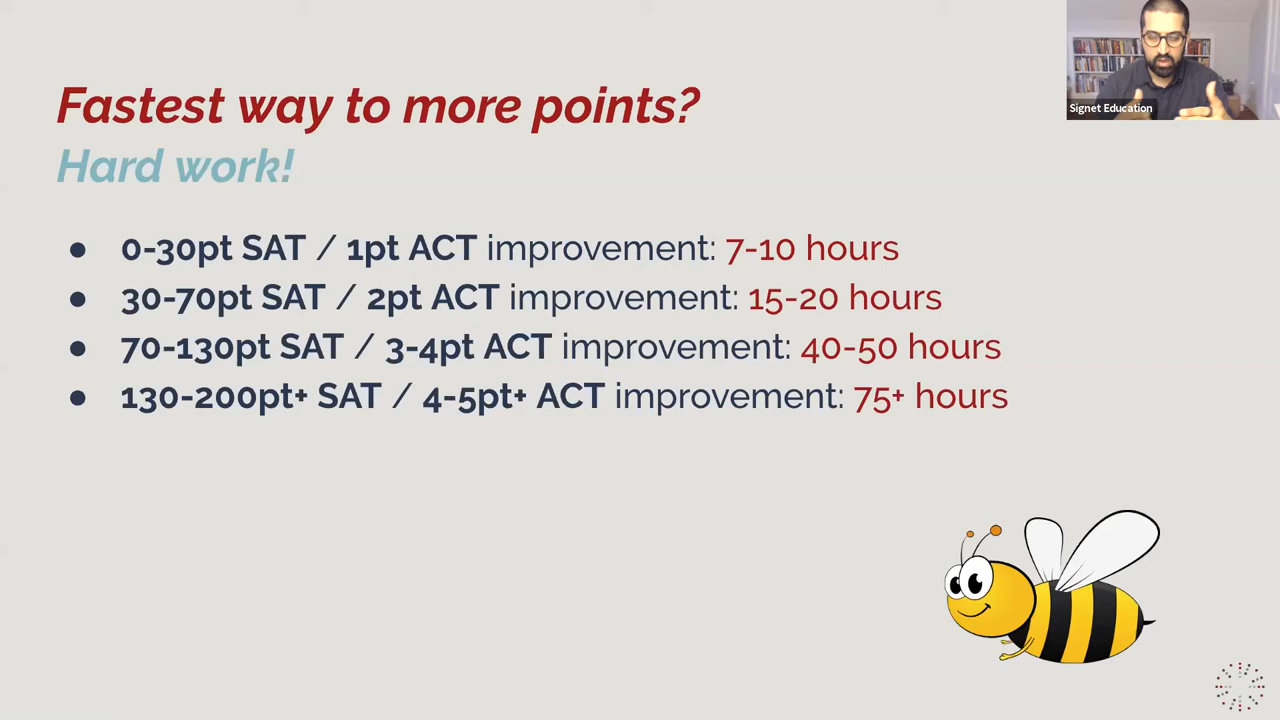 Fastest way to more points?
Hard work!
● 0-30pt SAT / 1pt ACT improvement: 7-10 hours
● 30-70pt SAT / 2pt ACT improvement: 15-20 hours
● 70-130pt SAT / 3-4pt ACT improvement: 40-50 hours
● 130-200pt+ SAT / 4-5pt+ ACT improvement: 75+ hours
Signet Education